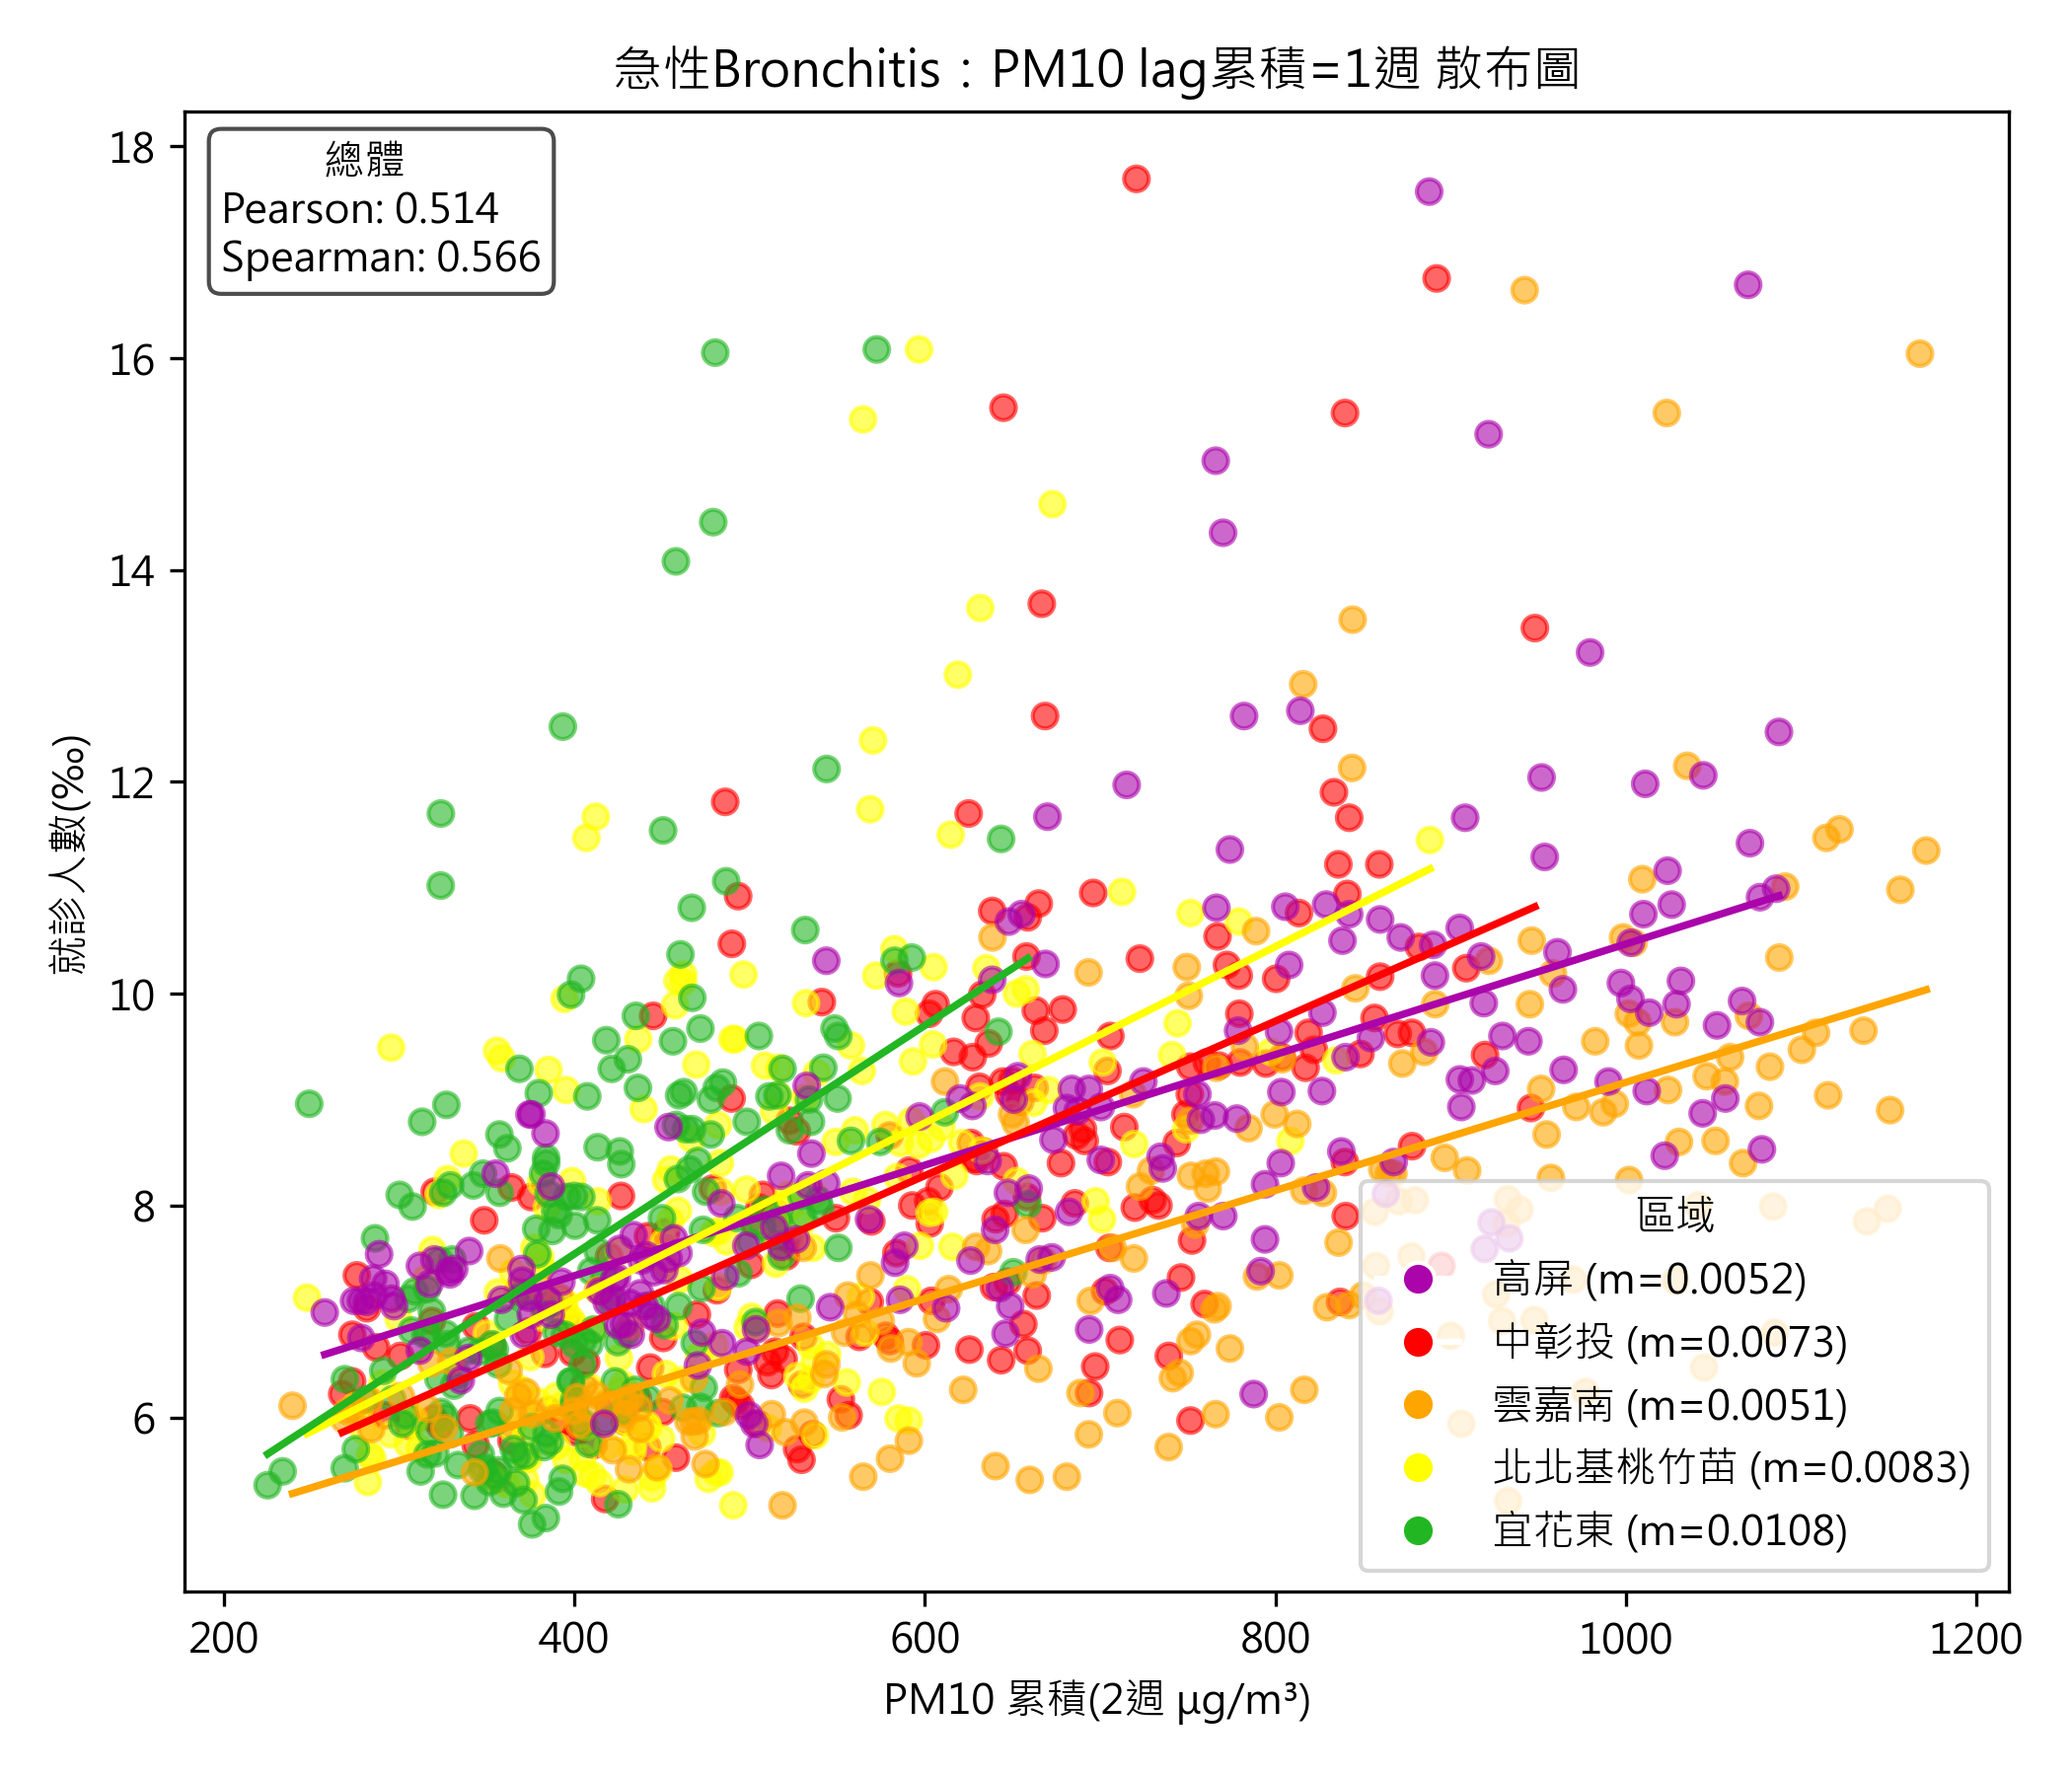 急性Bronchitis：PM10 lag累積=1週 散布圖
總體
Pearson: 0.514
Spearman: 0.566
就診人數(‰)
18
16
14
12
10
8
6
區域
高屏 (m=0.0052)
中彰投 (m=0.0073)
雲嘉南 (m=0.0051)
北北基桃竹苗 (m=0.0083)
宜花東 (m=0.0108)
200 400 600 800 1000 1200
PM10 累積(2週 μg/m³)